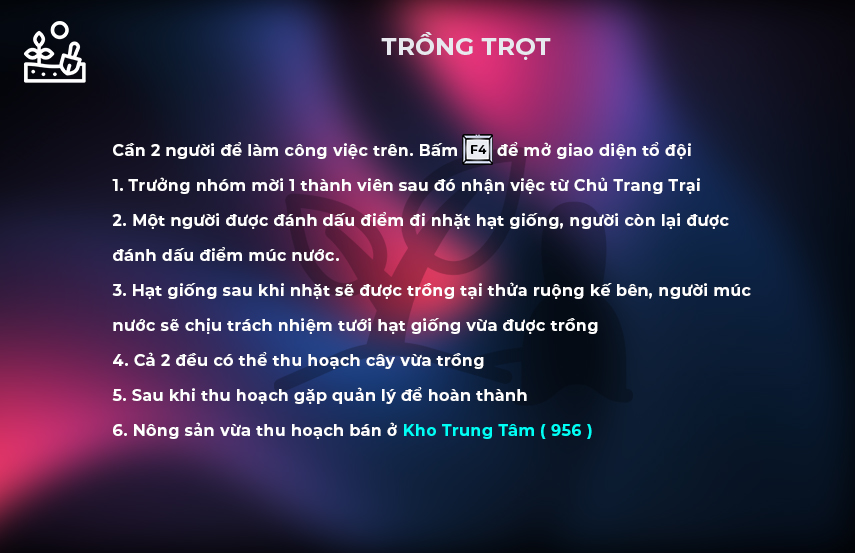 TRỒNG TRỌT
Cần 2 người để làm công việc trên. Bấm F4 để mở giao diện tổ đội
1. Trưởng nhóm mời 1 thành viên sau đó nhận việc từ Chủ Trang Trại
2. Một người được đánh dấu điểm đi nhặt hạt giống, người còn lại được
đánh dấu điểm múc nước.
3. Hạt giống sau khi nhặt sẽ được trồng tại thửa ruộng kế bên, người múc
nước sẽ chịu trách nhiệm tưới hạt giống vừa được trồng
4. Cả 2 đều có thể thu hoạch cây vừa trồng
5. Sau khi thu hoạch gặp quản lý để hoàn thành
6. Nông sản vừa thu hoạch bán ở Kho Trung Tâm ( 956 )